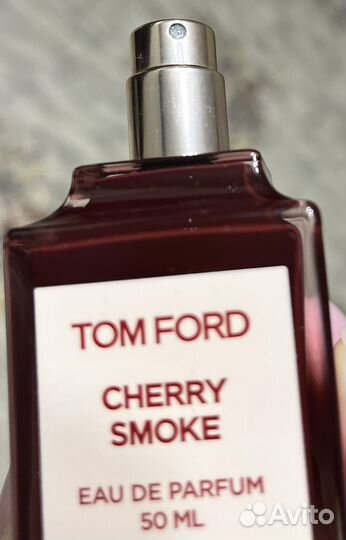 TOM FORD
CHERRY
SMOKE
EAU DE PARFUM
50 ML
Avito